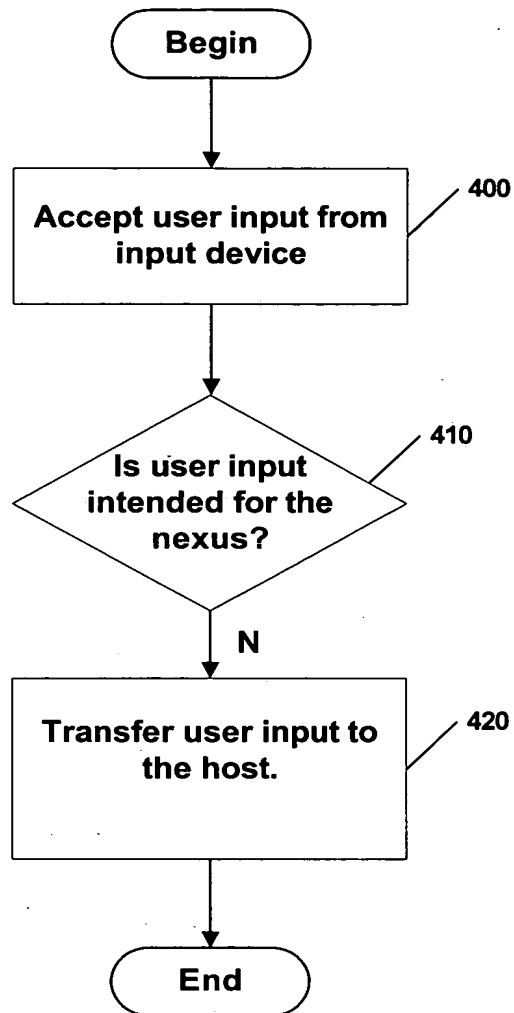 Begin
Accept user input from
input device
400
Is user input
intended for the
nexus?
410
N
Transfer user input to
the host.
420
End